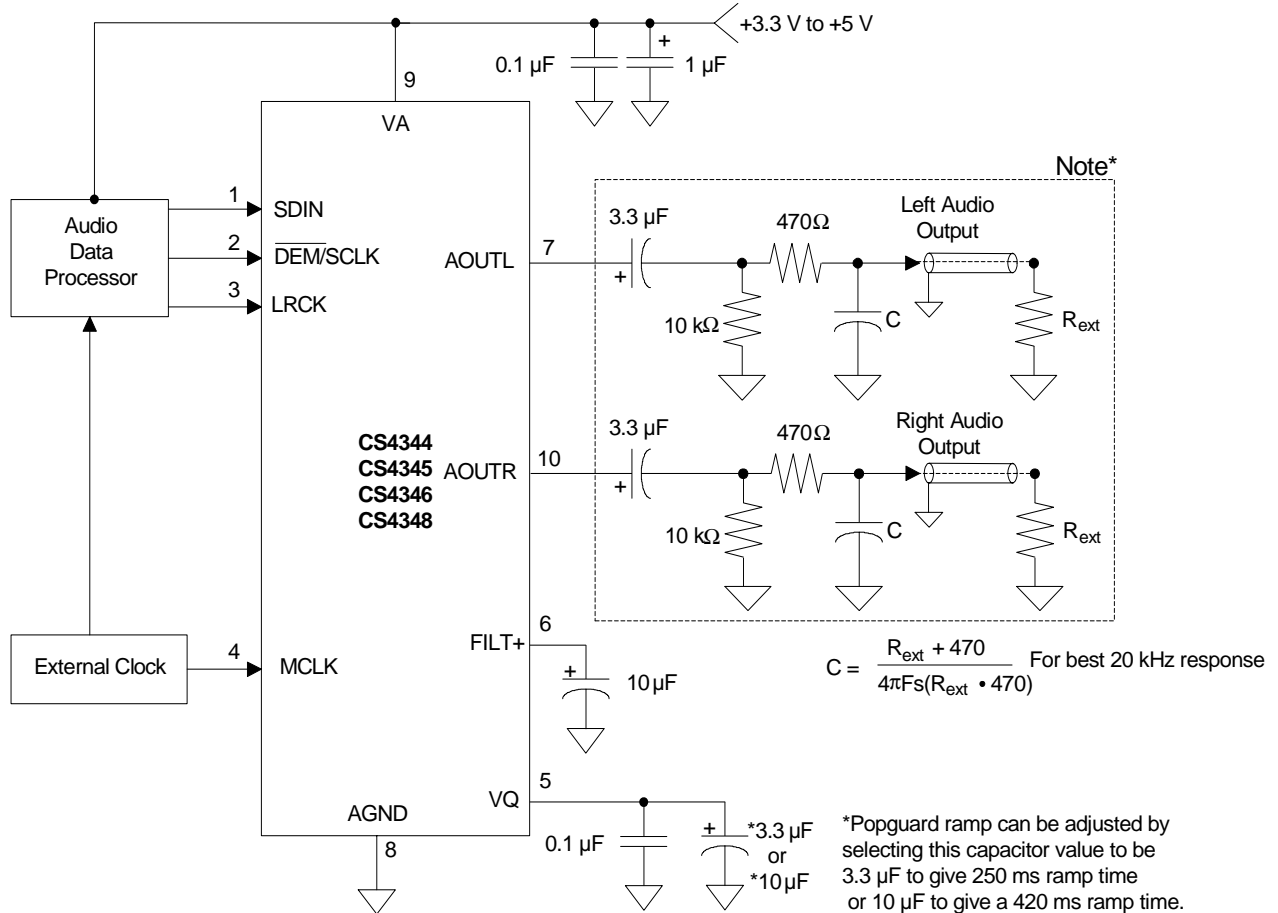 +3.3 V to +5 V
0.1 µF
+
1 µF
9
VA
Note*
Audio
Data
Processor
1
SDIN
2
DEM/SCLK
3
LRCK
AOUTL
7
3.3 µF
+
470Ω
Left Audio
Output
10 kΩ
C
Rext
CS4344
CS4345
CS4346
CS4348
AOUTR
10
3.3 µF
+
470Ω
Right Audio
Output
10 kΩ
C
Rext
External Clock
4
MCLK
FILT+
6
+
10 µF
C = Rext + 470 / 4πFs(Rext • 470) For best 20 kHz response
VQ
5
0.1 µF
+
*3.3 µF
or
*10 µF
AGND
8
*Popguard ramp can be adjusted by
selecting this capacitor value to be
3.3 µF to give 250 ms ramp time
or 10 µF to give a 420 ms ramp time.